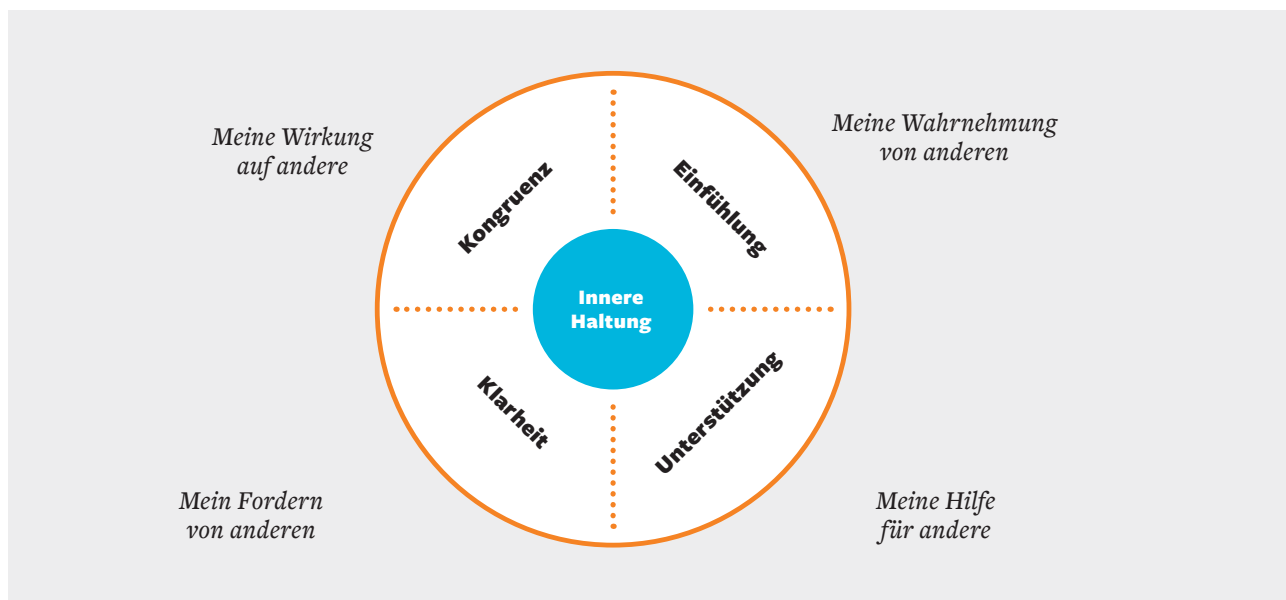 Meine Wirkung
auf andere
Meine Wahrnehmung
von anderen
Kongruenz
Einfühlung
Innere
Haltung
Klarheit
Unterstützung
Mein Fordern
von anderen
Meine Hilfe
für andere